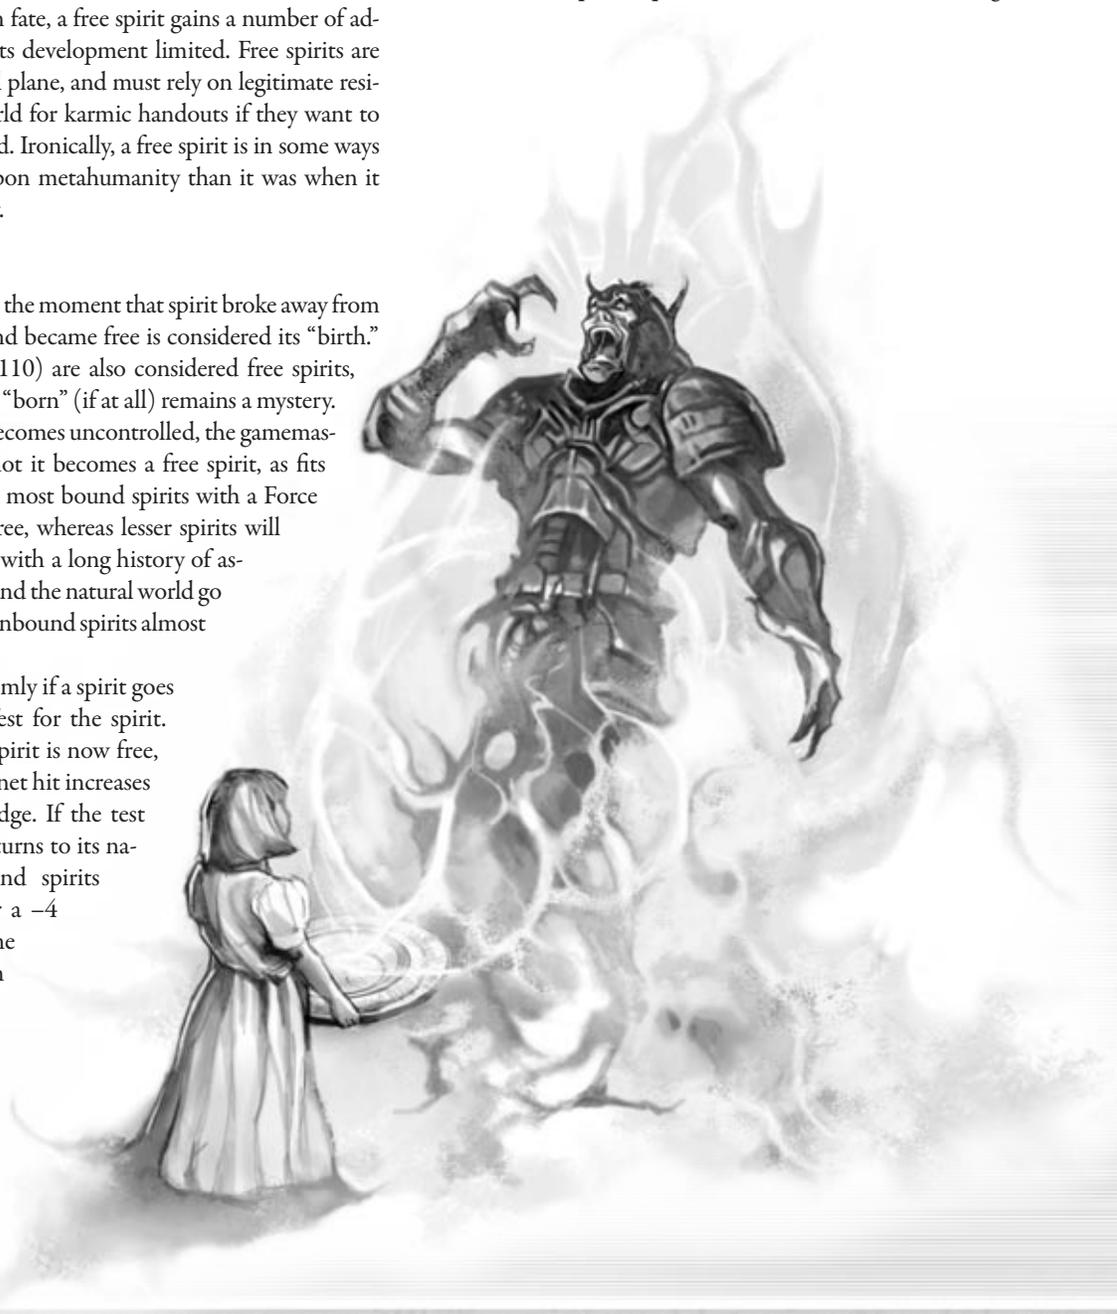 fate, a free spirit gains a number of ad-
ts development limited. Free spirits are
plane, and must rely on legitimate resi-
rld for karmic handouts if they want to
d. Ironically, a free spirit is in some ways
pon metahumanity than it was when it
the moment that spirit broke away from
nd became free is considered its “birth.”
110) are also considered free spirits,
“born” (if at all) remains a mystery.
ecomes uncontrolled, the gamemas-
ot it becomes a free spirit, as fits
most bound spirits with a Force
ree, whereas lesser spirits will
with a long history of as-
nd the natural world go
nbound spirits almost
mly if a spirit goes
est for the spirit.
pirit is now free,
net hit increases
dge. If the test
turns to its na-
nd spirits
a –4